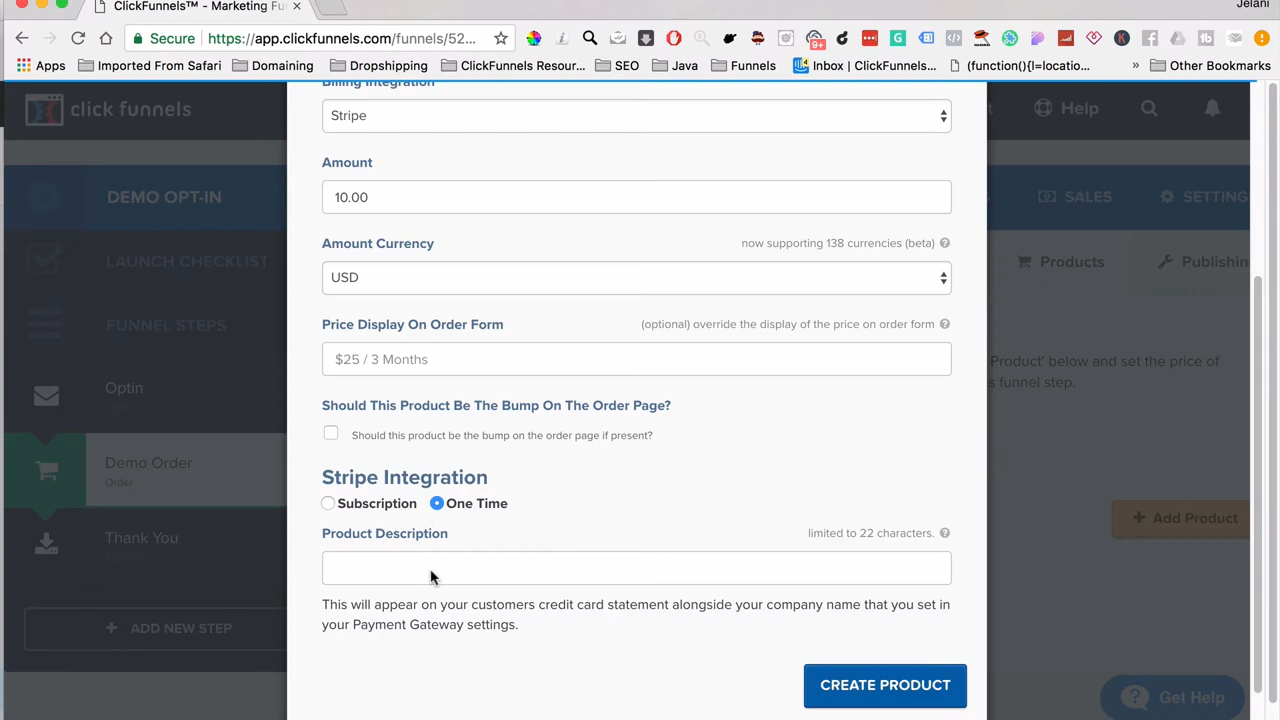 Jelani
ClickFunnels™ - Marketing Fun
Secure https://app.clickfunnels.com/funnels/52...
9+
Apps Imported From Safari Domaining Dropshipping ClickFunnels Resour... SEO Java Funnels Inbox | ClickFunnels... (function(){l=locatio... » Other Bookmarks
Billing Integration
click funnels
Help
Stripe
Amount
DEMO OPT-IN
10.00
SALES
SETTING
Amount Currency
now supporting 138 currencies (beta)
LAUNCH CHECKLIST
Products
Publishin
USD
FUNNEL STEPS
Price Display On Order Form
(optional) override the display of the price on order form
$25 / 3 Months
Product' below and set the price of
s funnel step.
Optin
Should This Product Be The Bump On The Order Page?
Should this product be the bump on the order page if present?
Demo Order
Order
Stripe Integration
Subscription One Time
+ Add Product
Product Description
limited to 22 characters.
Thank You
This will appear on your customers credit card statement alongside your company name that you set in
your Payment Gateway settings.
+ ADD NEW STEP
CREATE PRODUCT
Get Help